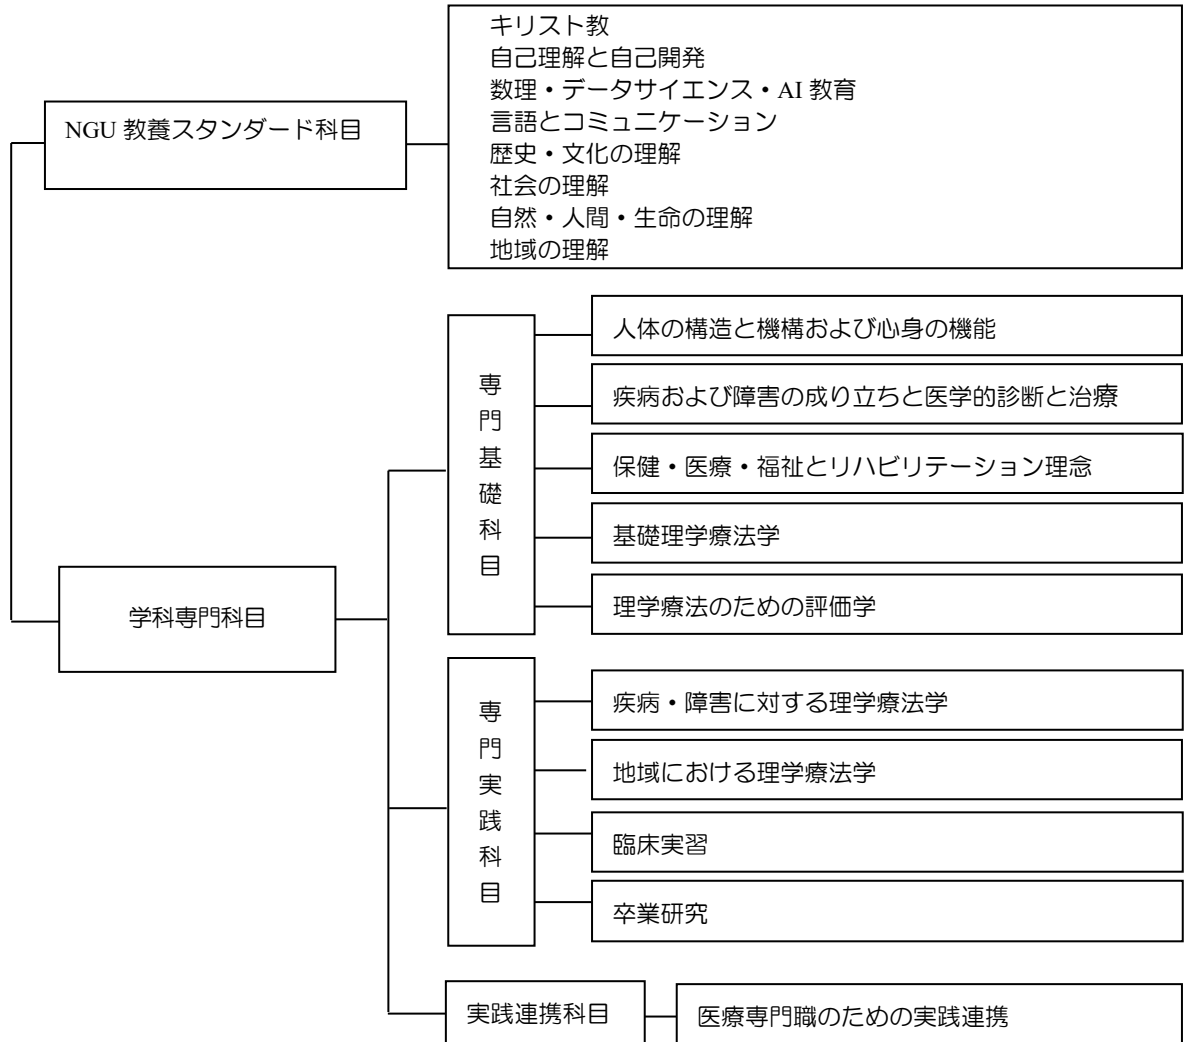 NGU 教養スタンダード科目
キリスト教
自己理解と自己開発
数理・データサイエンス・AI 教育
言語とコミュニケーション
歴史・文化の理解
社会の理解
自然・人間・生命の理解
地域の理解
学科専門科目
専門基礎科目
人体の構造と機構および心身の機能
疾病および障害の成り立ちと医学的診断と治療
保健・医療・福祉とリハビリテーション理念
基礎理学療法学
理学療法のための評価学
専門実践科目
疾病・障害に対する理学療法学
地域における理学療法学
臨床実習
卒業研究
実践連携科目
医療専門職のための実践連携